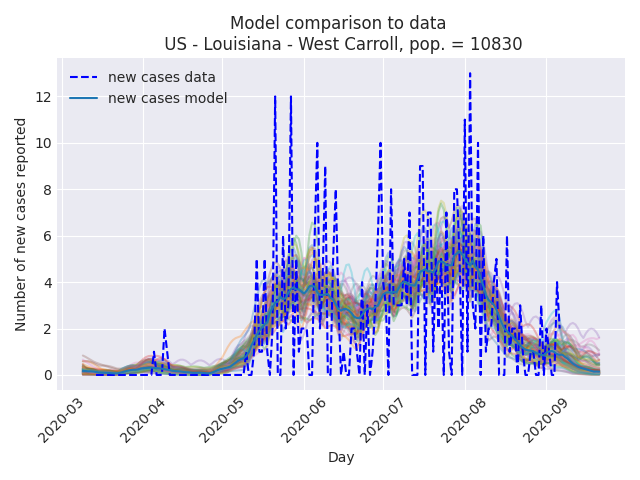 Model comparison to data
US - Louisiana - West Carroll, pop. = 10830
new cases data
new cases model
Number of new cases reported
12
10
8
6
4
2
0
2020-03
2020-04
2020-05
2020-06
2020-07
2020-08
2020-09
Day